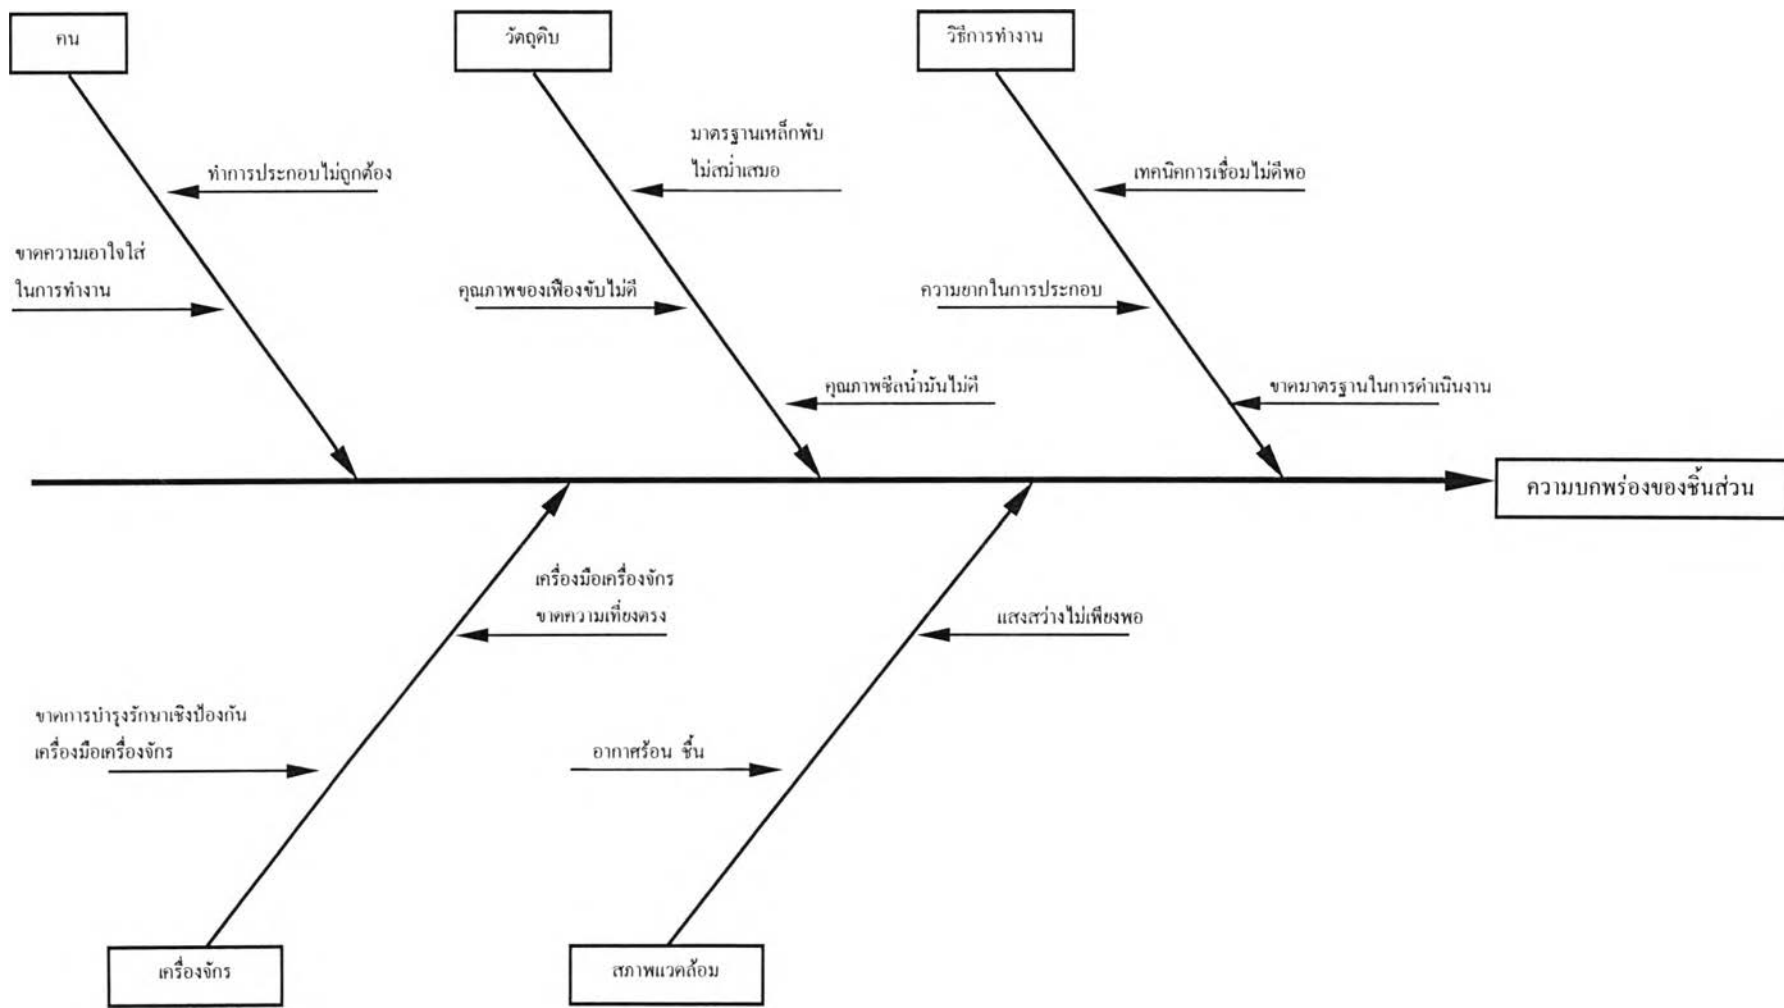 คน
วัตถุดิบ
วิธีการทำงาน
ทำการประกอบไม่ถูกต้อง
ขาดความเอาใจใส่
ในการทำงาน
มาตรฐานเหล็กพับ
ไม่สม่ำเสมอ
คุณภาพของเฟืองขับไม่ดี
คุณภาพซีลน้ำมันไม่ดี
เทคนิคการเชื่อมไม่ดีพอ
ความยากในการประกอบ
ขาดมาตรฐานในการดำเนินงาน
ความบกพร่องของชิ้นส่วน
เครื่องมือเครื่องจักร
ขาดความเที่ยงตรง
ขาดการบำรุงรักษาเชิงป้องกัน
เครื่องมือเครื่องจักร
แสงสว่างไม่เพียงพอ
อากาศร้อน ชื้น
เครื่องจักร
สภาพแวดล้อม